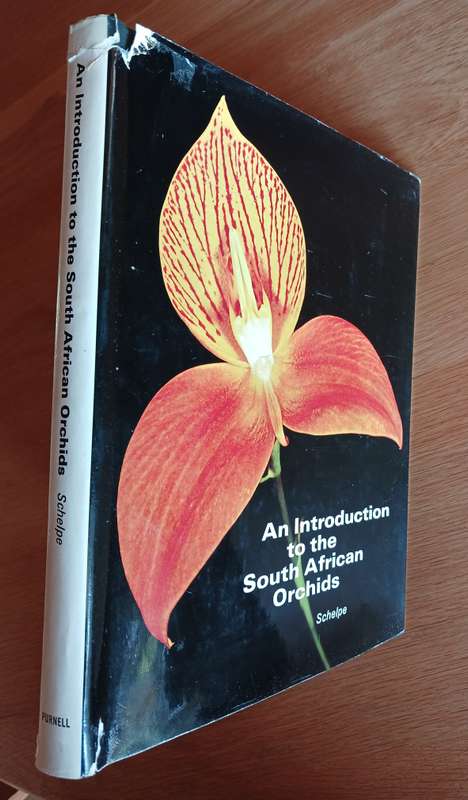 An Introduction to the South African Orchids Schelpe
PURNELL
An Introduction
to the
South African
Orchids
Schelpe